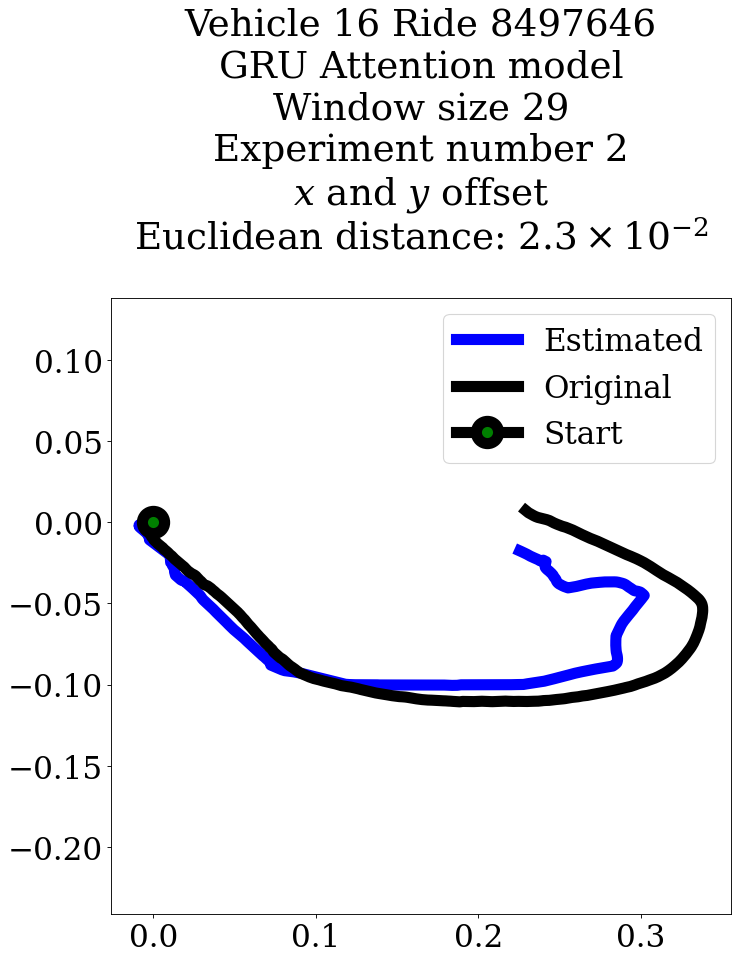 Vehicle 16 Ride 8497646
GRU Attention model
Window size 29
Experiment number 2
x and y offset
Euclidean distance: 2.3 × 10⁻²
Estimated
Original
Start
0.10
0.05
0.00
−0.05
−0.10
−0.15
−0.20
0.0 0.1 0.2 0.3